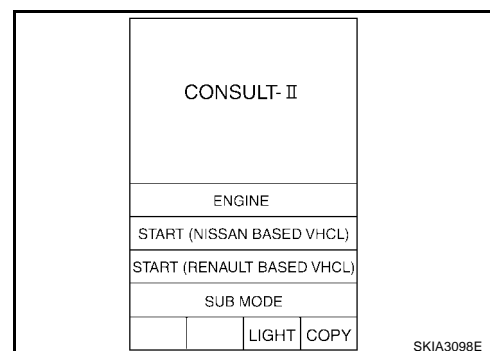 CONSULT-Ⅱ
ENGINE
START (NISSAN BASED VHCL)
START (RENAULT BASED VHCL)
SUB MODE
LIGHT COPY
SKIA3098E